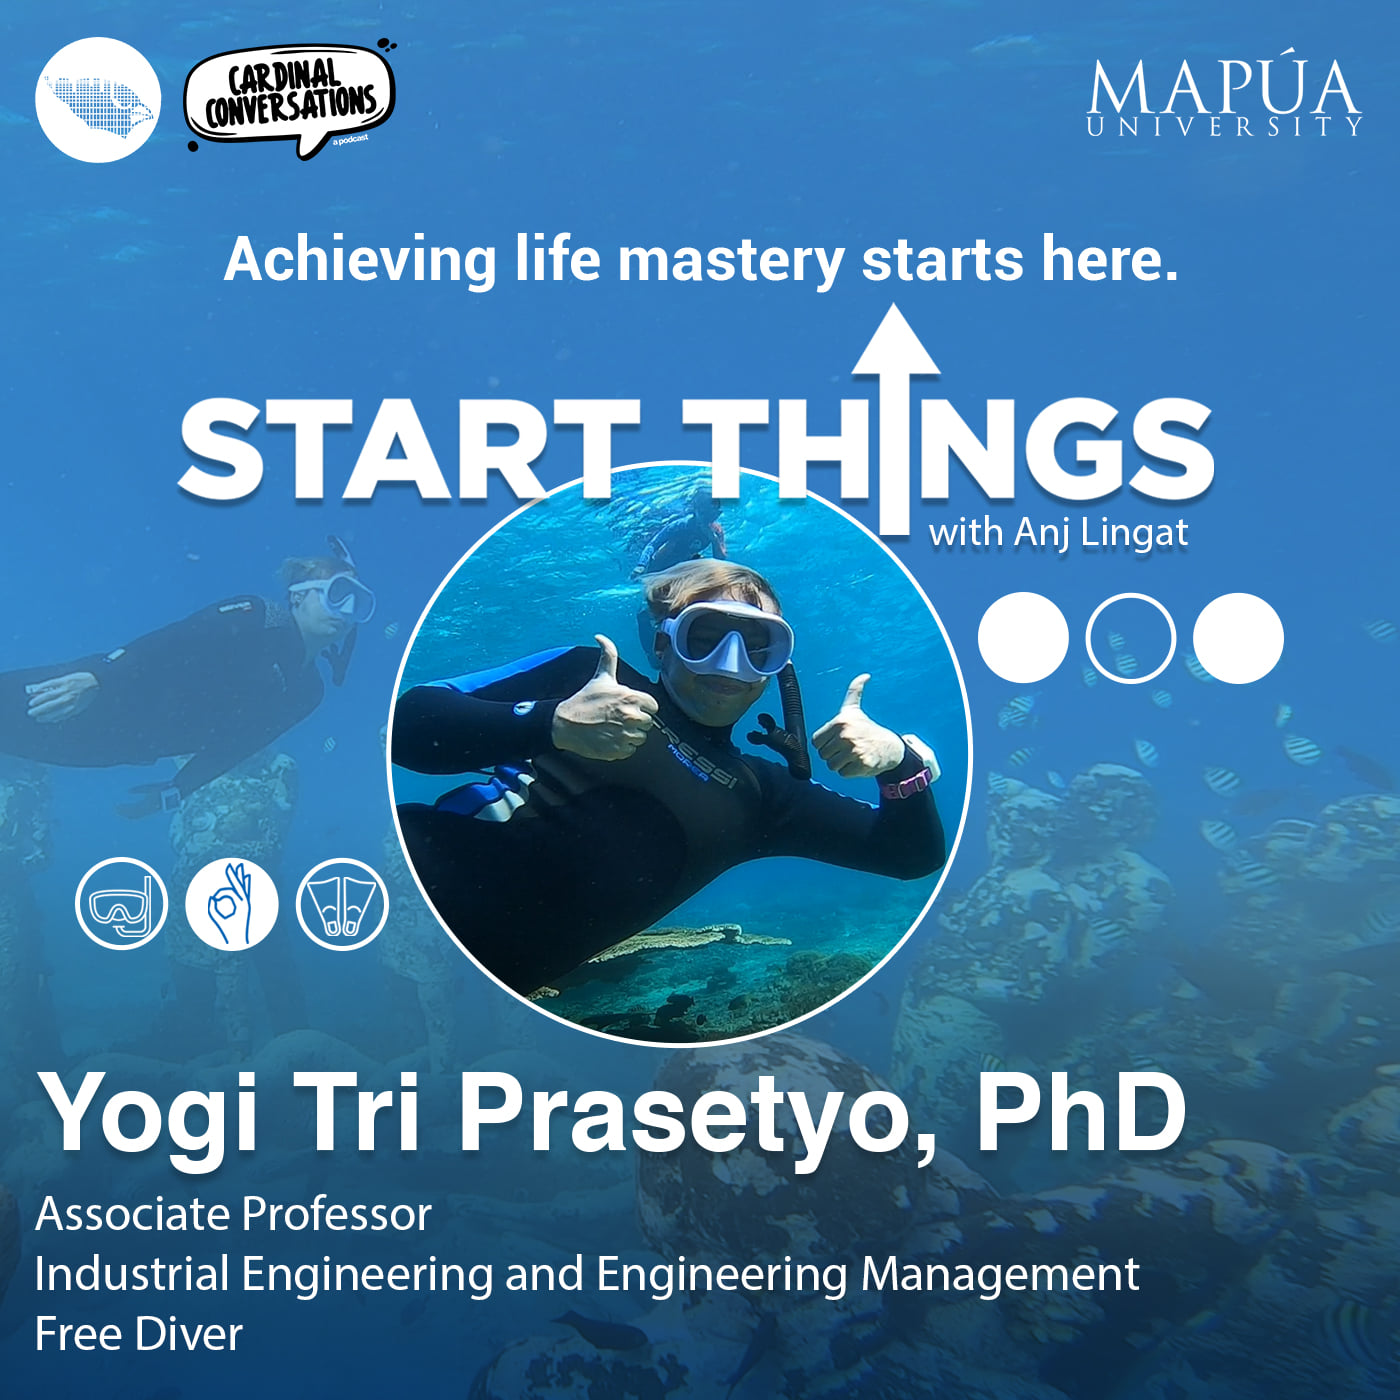 CARDINAL
CONVERSATIONS
a podcast
MAPÚA
UNIVERSITY
Achieving life mastery starts here.
START THINGS
with Anj Lingat
CRESSI
MOREA
Yogi Tri Prasetyo, PhD
Associate Professor
Industrial Engineering and Engineering Management
Free Diver